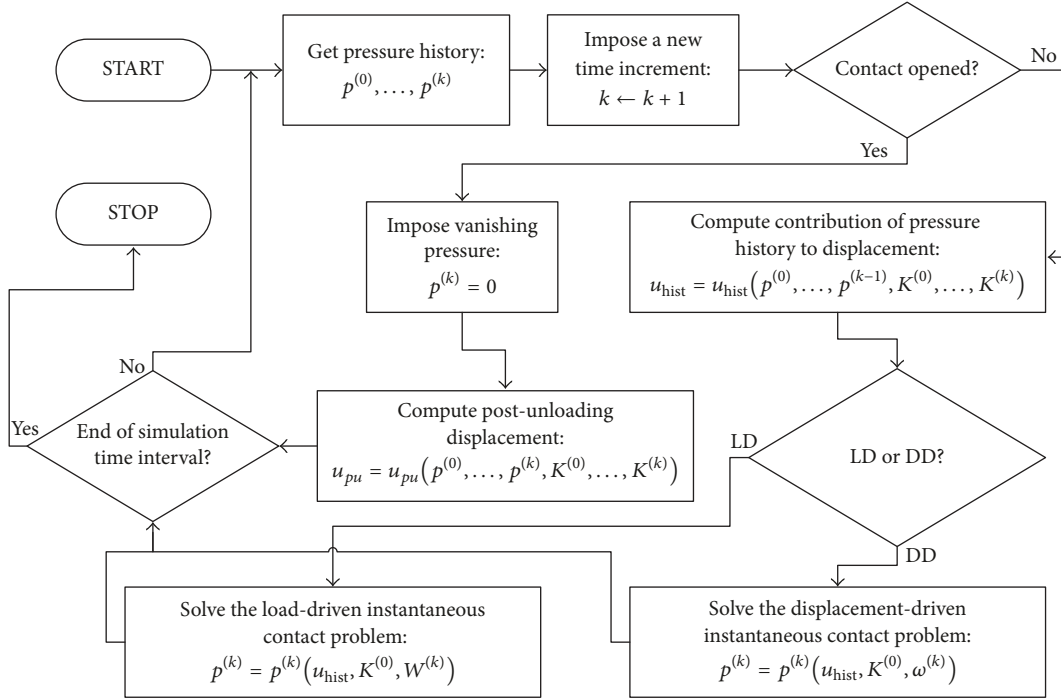 START
Get pressure history:
p^(0), …, p^(k)
Impose a new
time increment:
k ← k + 1
Contact opened?
No
Yes
STOP
Impose vanishing
pressure:
p^(k) = 0
Compute contribution of pressure
history to displacement:
u_hist = u_hist(p^(0), …, p^(k−1), K^(0), …, K^(k))
No
Yes
End of simulation
time interval?
Compute post-unloading
displacement:
u_pu = u_pu(p^(0), …, p^(k), K^(0), …, K^(k))
LD
LD or DD?
DD
Solve the load-driven instantaneous
contact problem:
p^(k) = p^(k)(u_hist, K^(0), W^(k))
Solve the displacement-driven
instantaneous contact problem:
p^(k) = p^(k)(u_hist, K^(0), ω^(k))